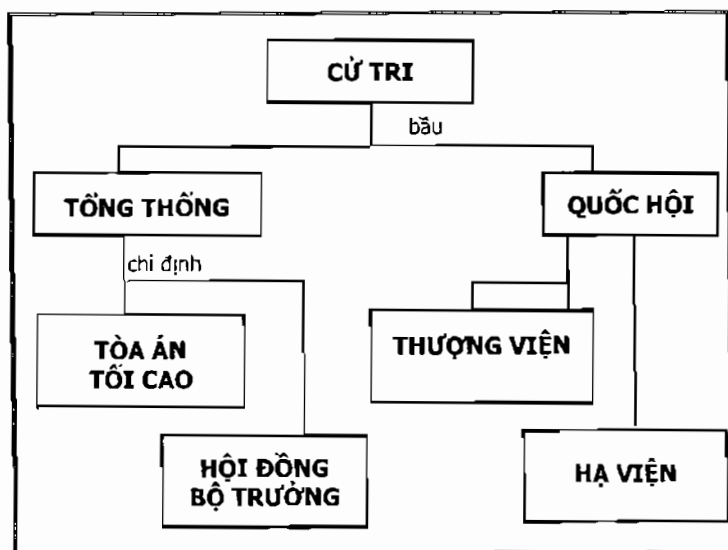 CỬ TRI
bầu
TỔNG THỐNG
QUỐC HỘI
chỉ định
TÒA ÁN
TỐI CAO
THƯỢNG VIỆN
HỘI ĐỒNG
BỘ TRƯỞNG
HẠ VIỆN